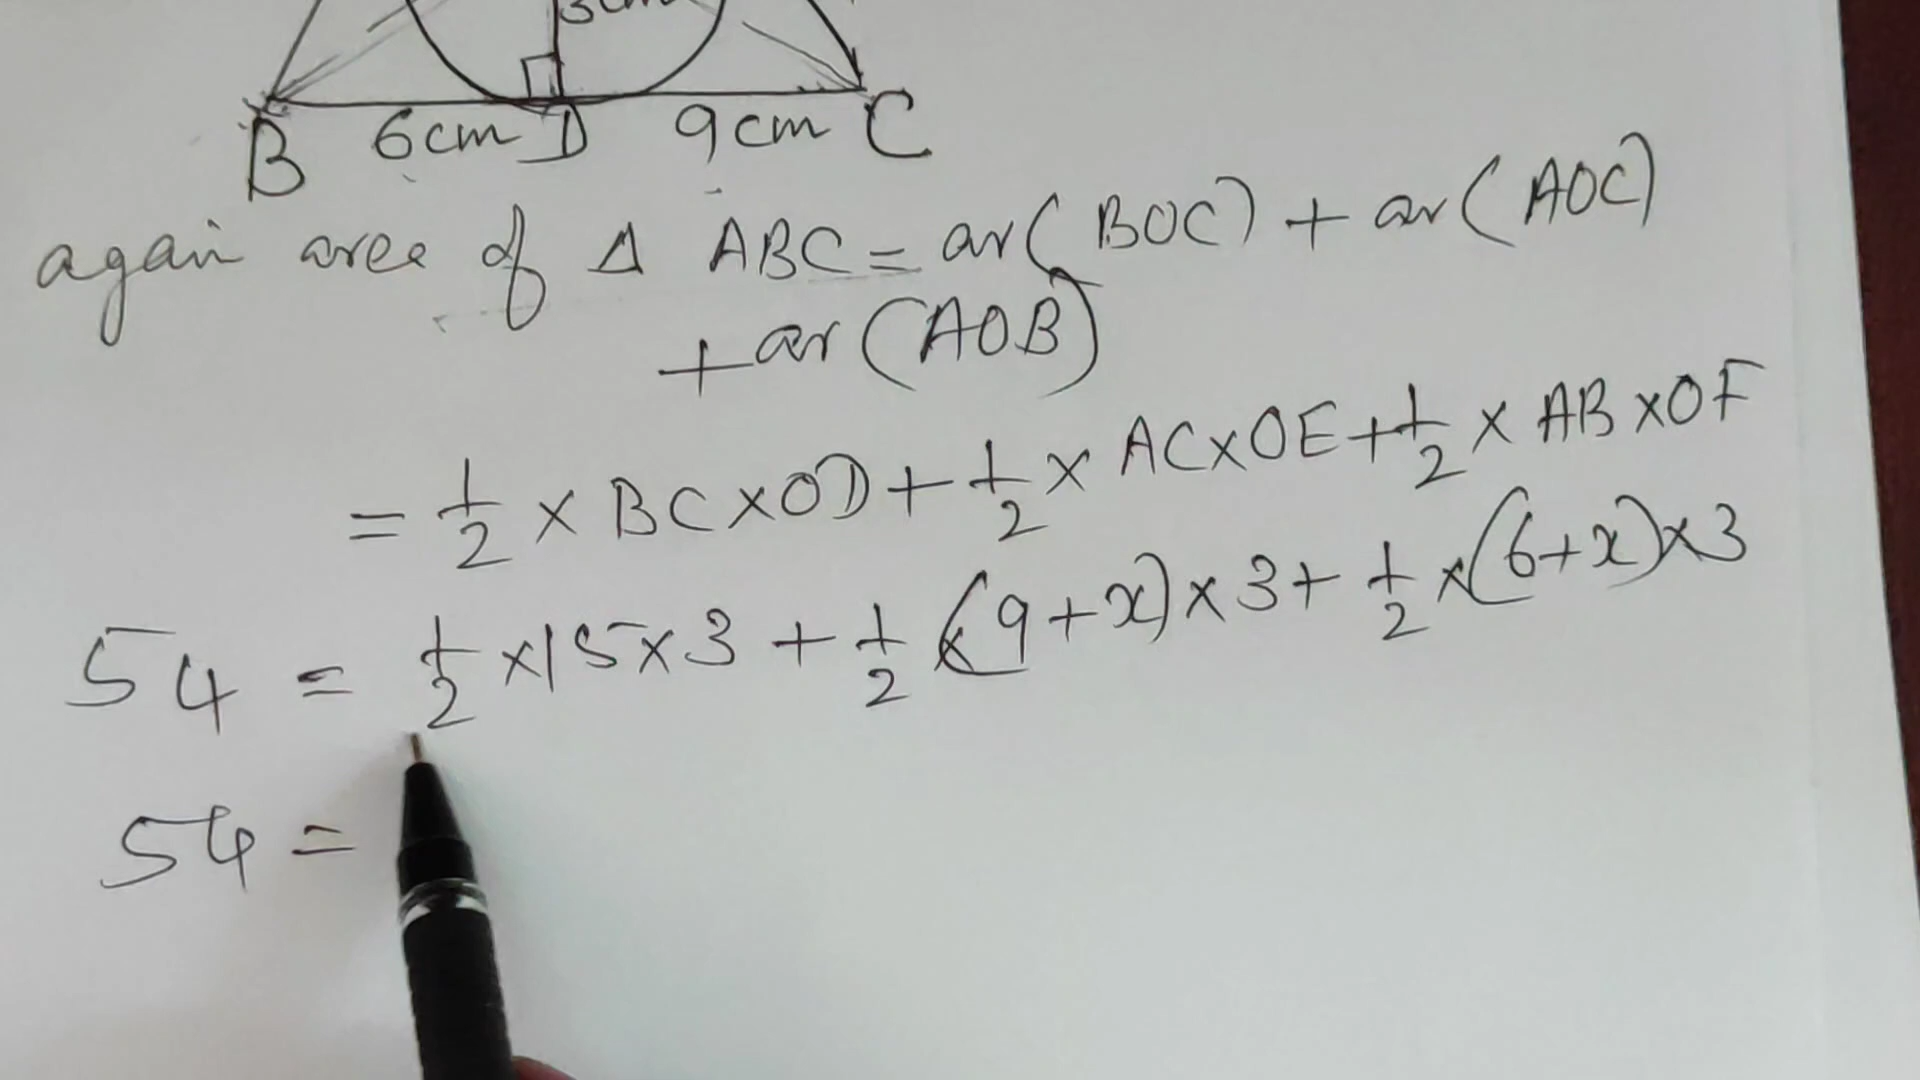 3cm
B 6cm D 9cm C
again area of Δ ABC = ar(BOC) + ar(AOC)
+ ar(AOB)
= 1/2 × BC × OD + 1/2 × AC × OE + 1/2 × AB × OF
54 = 1/2 × 15 × 3 + 1/2 × (9 + x) × 3 + 1/2 × (6 + x) × 3
54 =